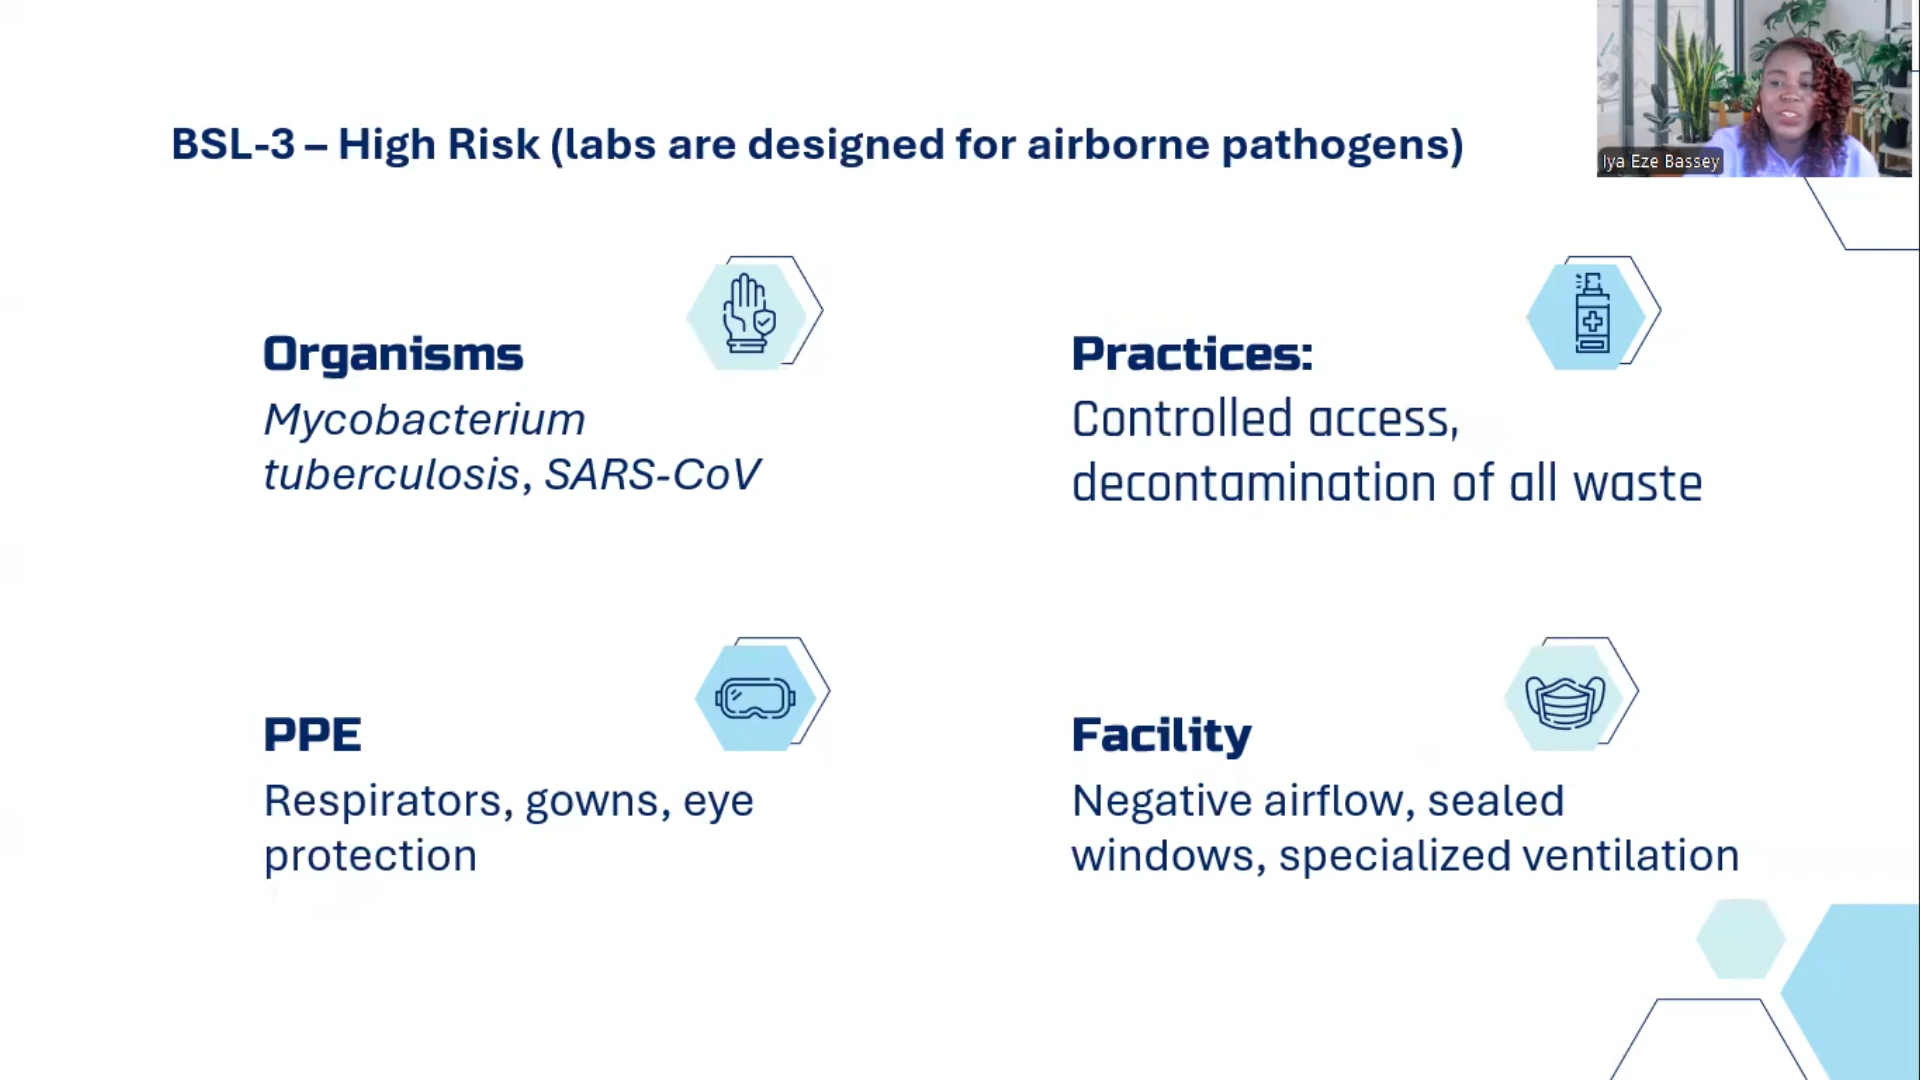 BSL-3 – High Risk (labs are designed for airborne pathogens)
Iya Eze Bassey
Organisms
Mycobacterium
tuberculosis, SARS-CoV
Practices:
Controlled access,
decontamination of all waste
PPE
Respirators, gowns, eye
protection
Facility
Negative airflow, sealed
windows, specialized ventilation